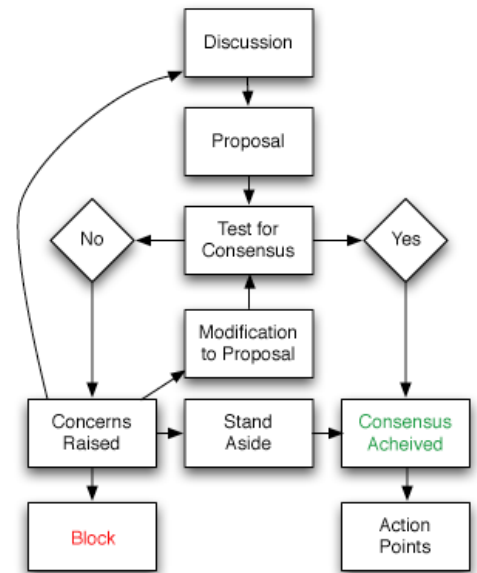 Discussion
Proposal
No
Test for
Consensus
Yes
Modification
to Proposal
Concerns
Raised
Stand
Aside
Consensus
Acheived
Block
Action
Points